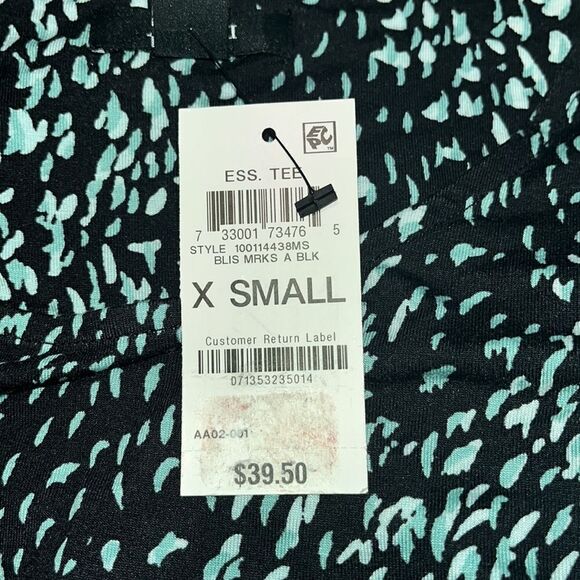 EPC™
ESS. TEE
7 33001 73476 5
STYLE 100114438MS
BLIS MRKS A BLK
X SMALL
Customer Return Label
071353235014
AA02-001
$39.50